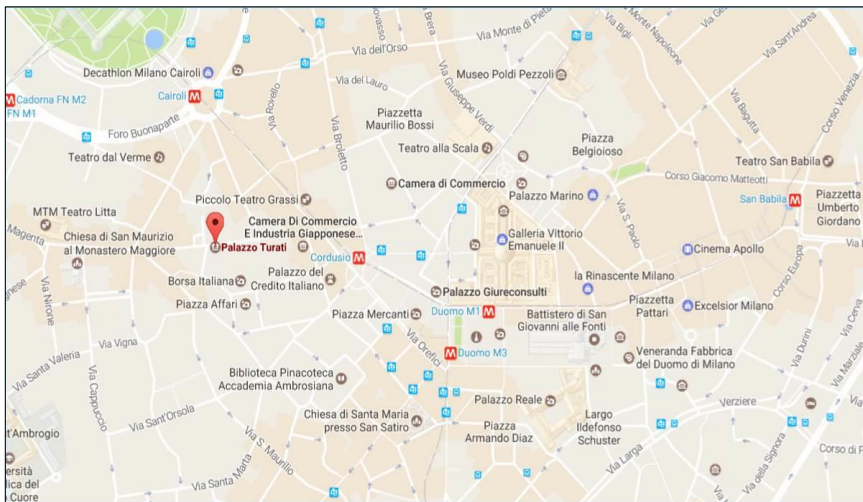 Via Brera
Via Monte di Pietà
Via Bigli
Monte Napoleone
Via Sant'Andrea
Via dell'Orso
Decathlon Milano Cairoli
Museo Poldi Pezzoli
Corso Venezia
Cadorna FN M2
FN M1
Cairoli
Via Rovello
Via del Lauro
Via Giuseppe Verdi
Via Bagutta
Foro Buonaparte
Via Broletto
Piazzetta
Maurilio Bossi
Piazza
Belgioioso
Teatro dal Verme
Teatro alla Scala
Teatro San Babila
Corso Giacomo Matteotti
Camera di Commercio
Palazzo Marino
San Babila
Piazzetta
Umberto
Giordano
Piccolo Teatro Grassi
MTM Teatro Litta
Magenta
Camera Di Commercio
E Industria Giapponese...
Via S. Paolo
Chiesa di San Maurizio
al Monastero Maggiore
Palazzo Turati
Galleria Vittorio
Emanuele II
Cinema Apollo
Cordusio
Corso Europa
Via Nirone
Borsa Italiana
Palazzo del
Credito Italiano
la Rinascente Milano
Palazzo Giureconsulti
Piazza Affari
Piazza Mercanti
Duomo M1
Battistero di San
Giovanni alle Fonti
Piazzetta
Pattari
Excelsior Milano
Via Cerva
Via Vigna
Via Orefici
Duomo M3
Via Durini
Via Marziale
Via Santa Valeria
Veneranda Fabbrica
del Duomo di Milano
Biblioteca Pinacoteca
Accademia Ambrosiana
Via Cappuccio
Palazzo Reale
Verziere
Via Sant'Orsola
Chiesa di Santa Maria
presso San Satiro
Largo
Ildefonso
Schuster
Piazza
Armando Diaz
t'Ambrogio
Via S. Maurilio
Via Larga
Via della Signora
Corso di P
ersità
lica del
Cuore
Via Santa Marta